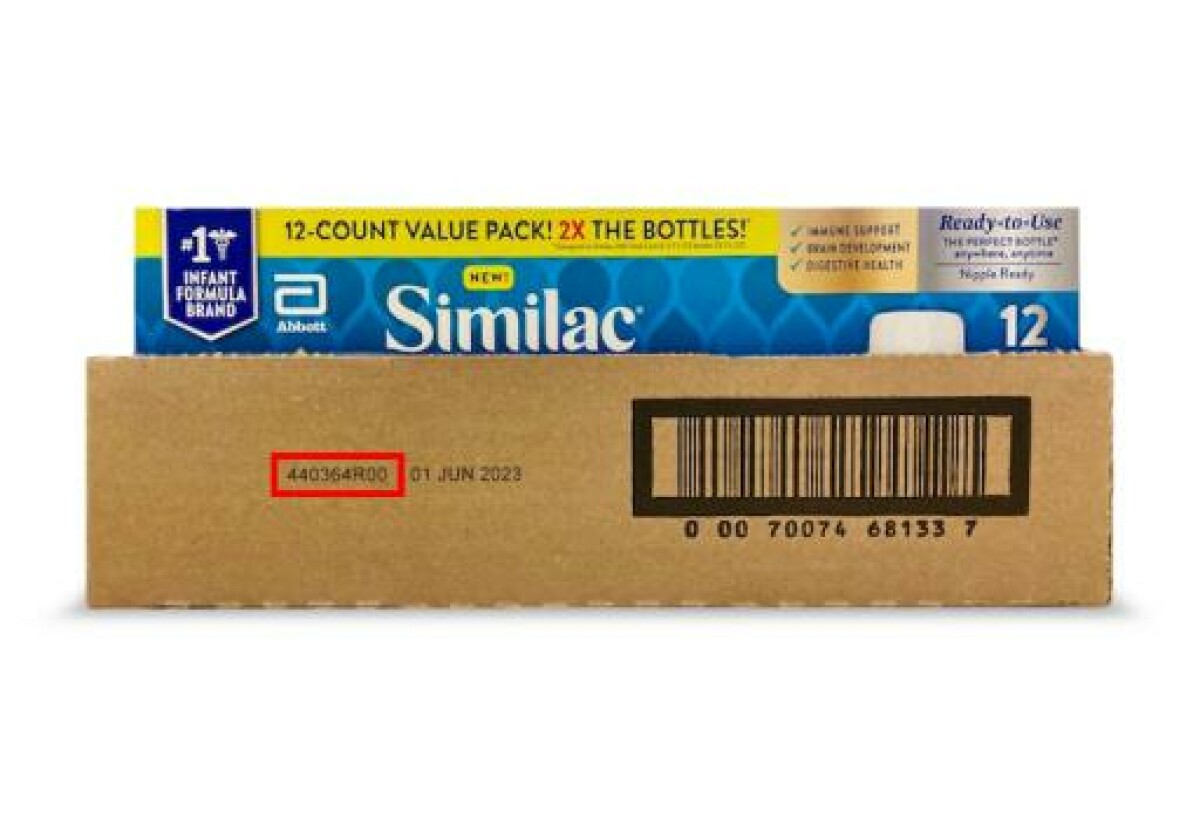 #1
INFANT
FORMULA
BRAND
12-COUNT VALUE PACK! 2X THE BOTTLES!
NEW!
Abbott
Similac®
✓ IMMUNE SUPPORT
✓ BRAIN DEVELOPMENT
✓ DIGESTIVE HEALTH
Ready-to-Use
THE PERFECT BOTTLE
anywhere, anytime
Nipple Ready
12
440364R00 01 JUN 2023
0 00 70074 68133 7